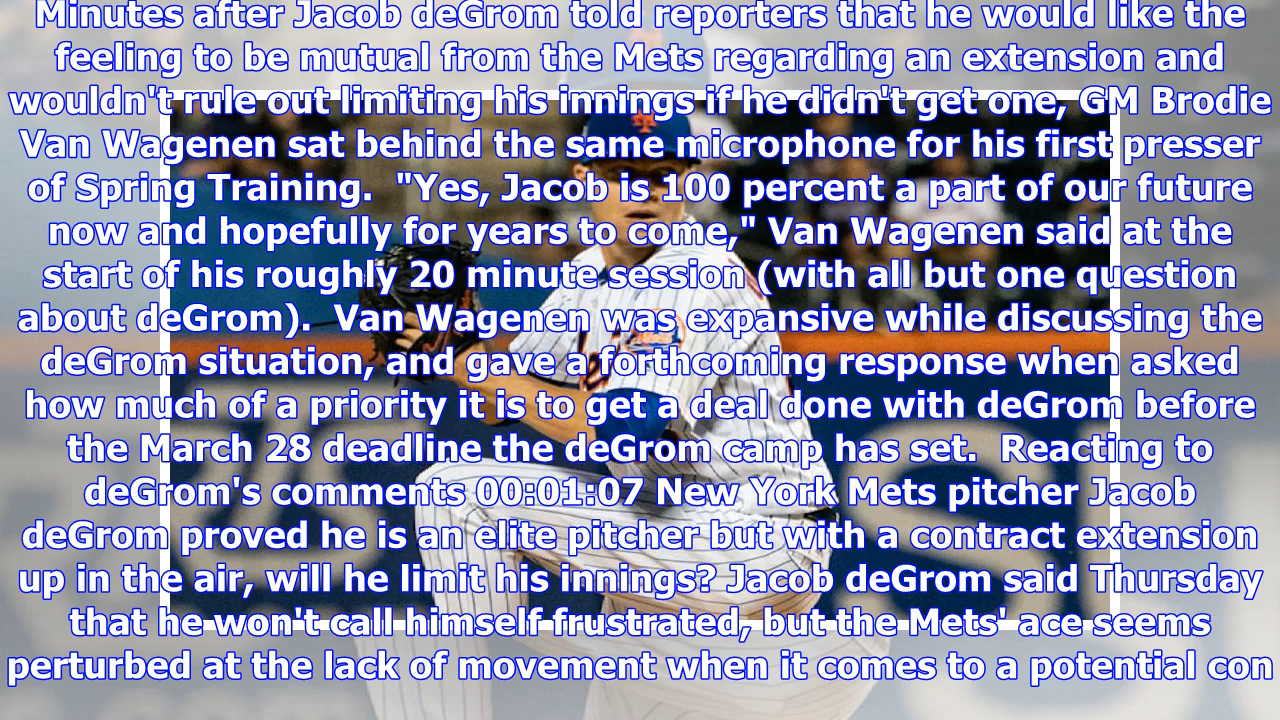 Minutes after Jacob deGrom told reporters that he would like the
feeling to be mutual from the Mets regarding an extension and
wouldn't rule out limiting his innings if he didn't get one, GM Brodie
Van Wagenen sat behind the same microphone for his first presser
of Spring Training.  "Yes, Jacob is 100 percent a part of our future
now and hopefully for years to come," Van Wagenen said at the
start of his roughly 20 minute session (with all but one question
about deGrom).  Van Wagenen was expansive while discussing the
deGrom situation, and gave a forthcoming response when asked
how much of a priority it is to get a deal done with deGrom before
the March 28 deadline the deGrom camp has set.  Reacting to
deGrom's comments 00:01:07 New York Mets pitcher Jacob
deGrom proved he is an elite pitcher but with a contract extension
up in the air, will he limit his innings? Jacob deGrom said Thursday
that he won't call himself frustrated, but the Mets' ace seems
perturbed at the lack of movement when it comes to a potential con